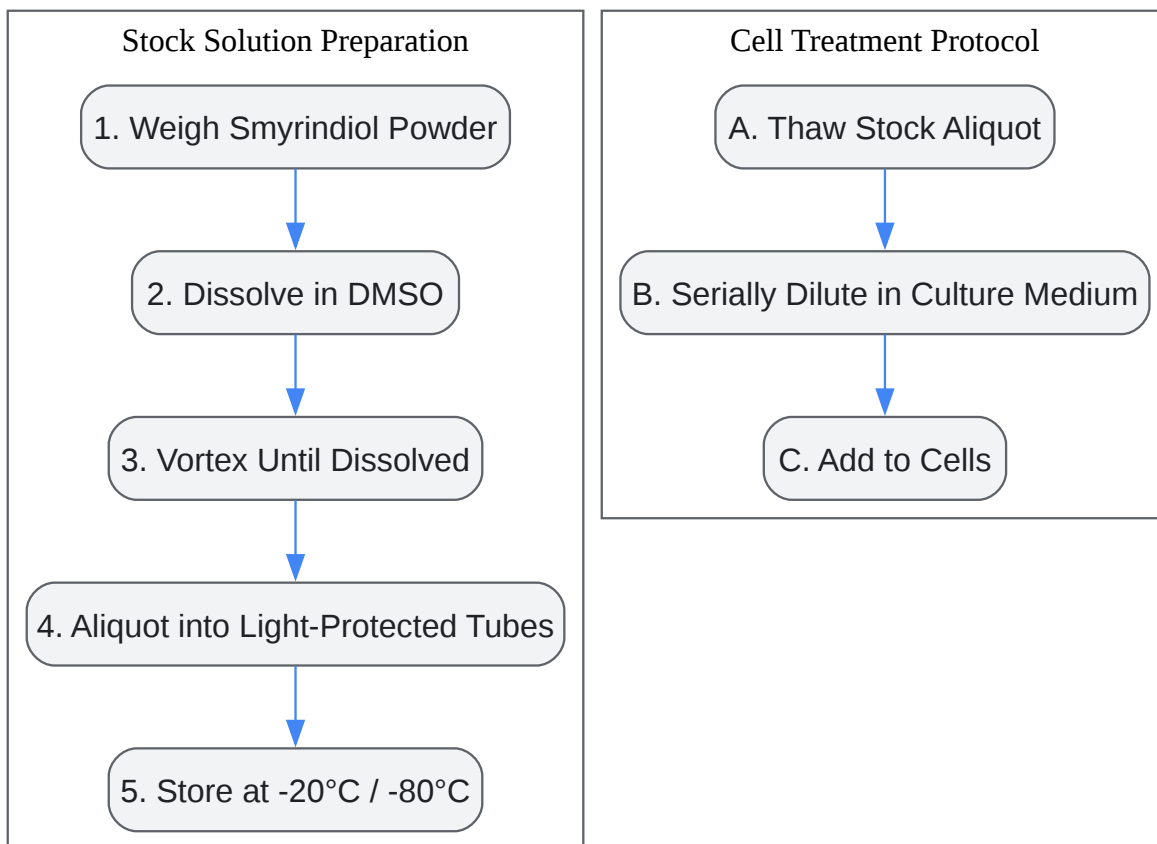 Stock Solution Preparation
1. Weigh Smyrindiol Powder
2. Dissolve in DMSO
3. Vortex Until Dissolved
4. Aliquot into Light-Protected Tubes
5. Store at -20°C / -80°C
Cell Treatment Protocol
A. Thaw Stock Aliquot
B. Serially Dilute in Culture Medium
C. Add to Cells